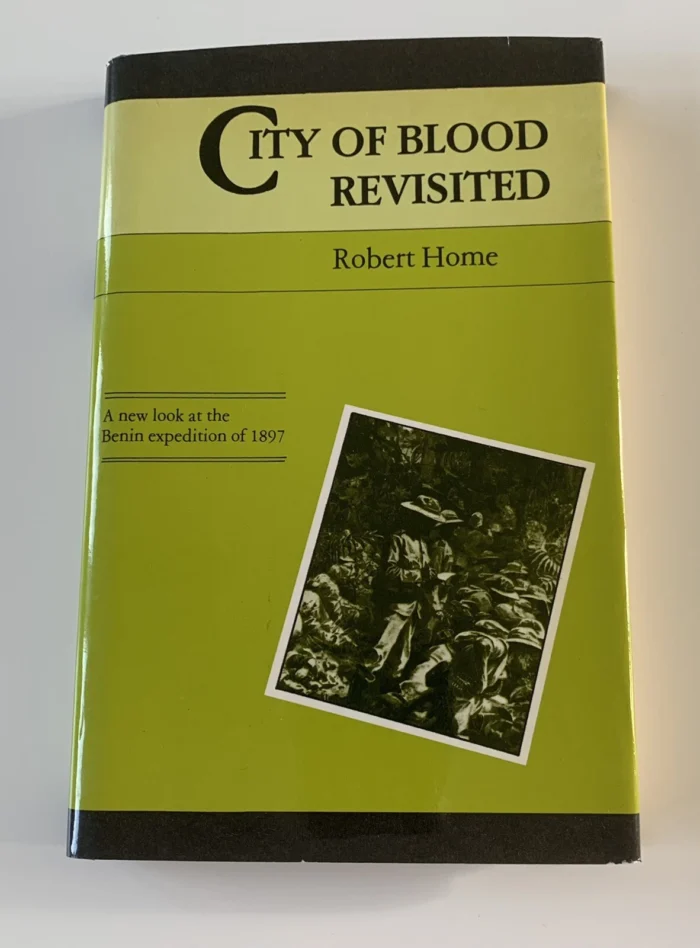 CITY OF BLOOD
REVISITED
Robert Home
A new look at the
Benin expedition of 1897